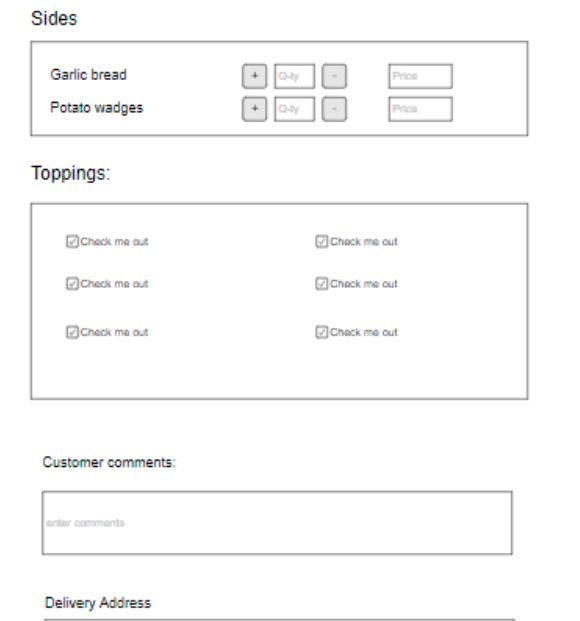 Sides
Garlic bread + Q-ty - Price
Potato wadges + Q-ty - Price
Toppings:
Check me out Check me out
Check me out Check me out
Check me out Check me out
Customer comments:
enter comments
Delivery Address